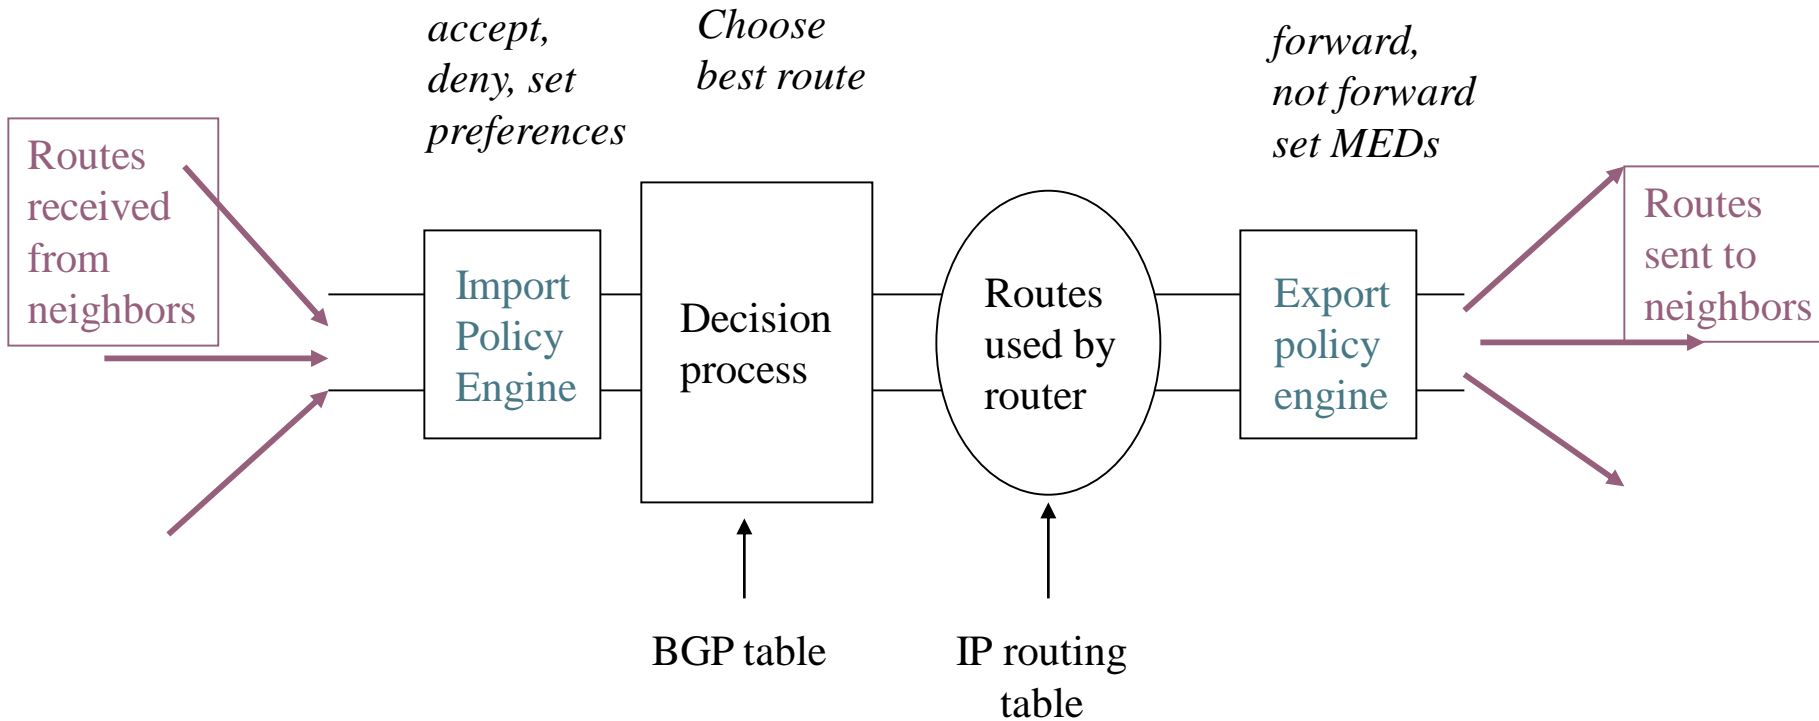 accept,
deny, set
preferences
Choose
best route
forward,
not forward
set MEDs
Routes
received
from
neighbors
Import
Policy
Engine
Decision
process
Routes
used by
router
Export
policy
engine
Routes
sent to
neighbors
BGP table
IP routing
table